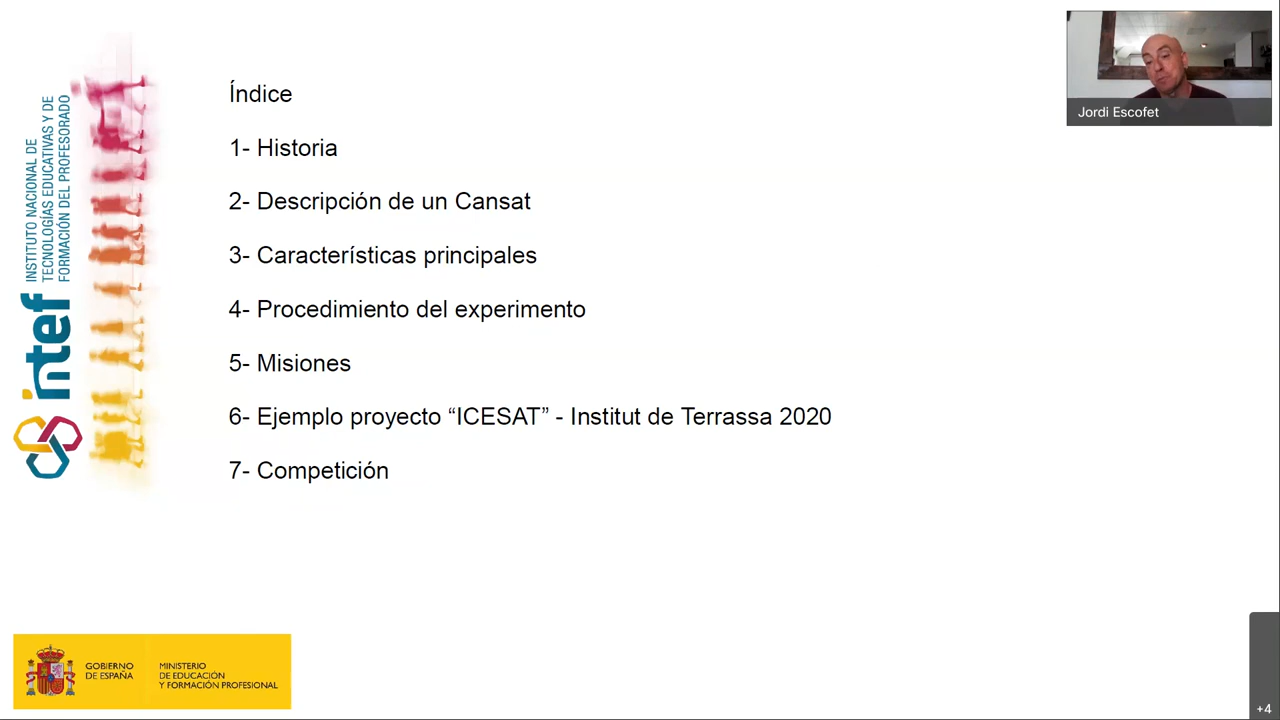 Índice
1- Historia
2- Descripción de un Cansat
3- Características principales
4- Procedimiento del experimento
5- Misiones
6- Ejemplo proyecto “ICESAT” - Institut de Terrassa 2020
7- Competición
Jordi Escofet
INSTITUTO NACIONAL DE
TECNOLOGÍAS EDUCATIVAS Y DE
FORMACIÓN DEL PROFESORADO
intef
GOBIERNO
DE ESPAÑA
MINISTERIO
DE EDUCACIÓN
Y FORMACIÓN PROFESIONAL
+4